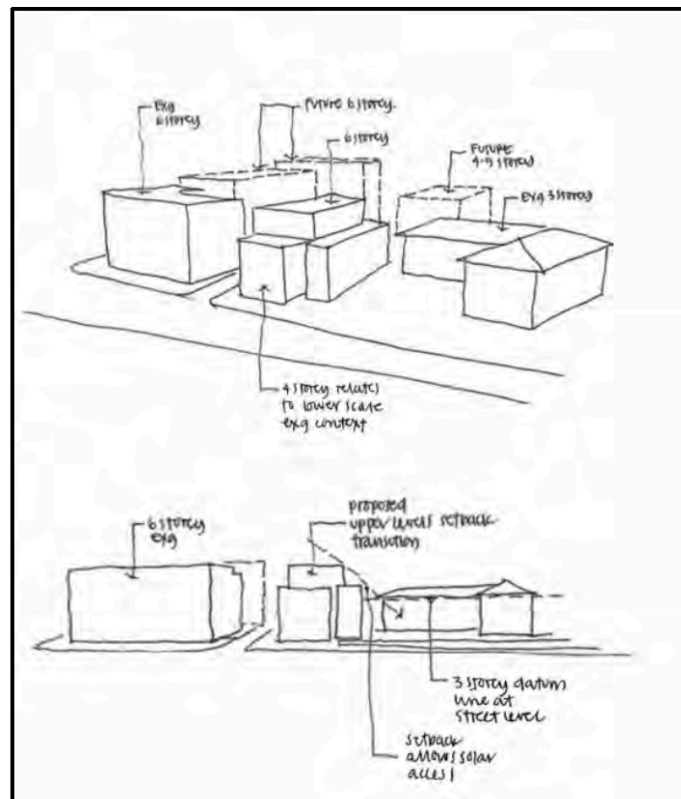 Exg
6 storey
Future 6 storey.
6 storey
Future
4-5 storey
Exg 3 storey
4 storey relates
to lower scale
exg context
6 storey
exg
proposed
upper levels setback
transition
3 storey datum
line at
street level
setback
allows solar
access